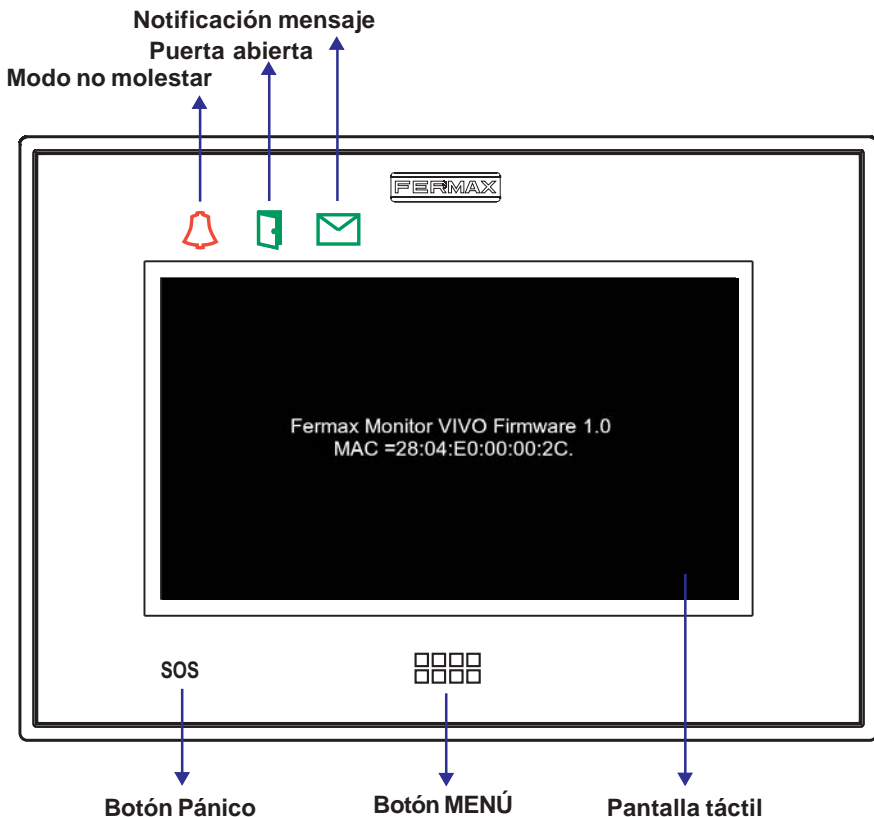 Notificación mensaje
Puerta abierta
Modo no molestar
FERMAX
Fermax Monitor VIVO Firmware 1.0
MAC =28:04:E0:00:00:2C.
SOS
Botón Pánico
Botón MENÚ
Pantalla táctil